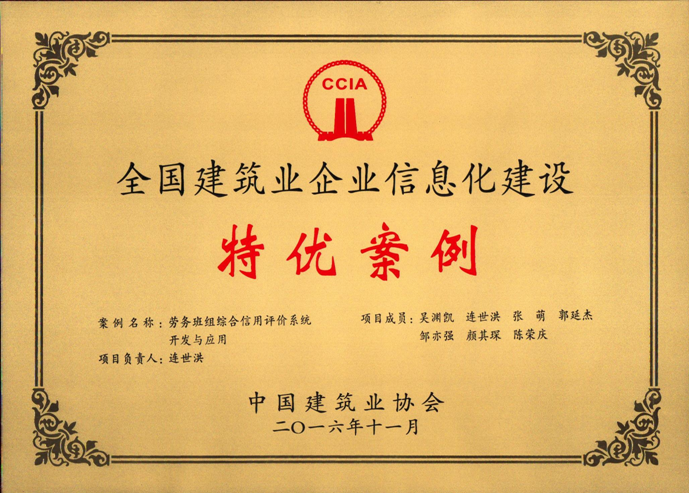 CCIA
全国建筑业企业信息化建设
特优案例
案例名称：劳务班组综合信用评价系统
开发与应用
项目负责人：连世洪
项目成员：吴渊凯 连世洪 张萌 郭延杰
邹亦强 颜其琛 陈荣庆
中国建筑业协会
二〇一六年十一月